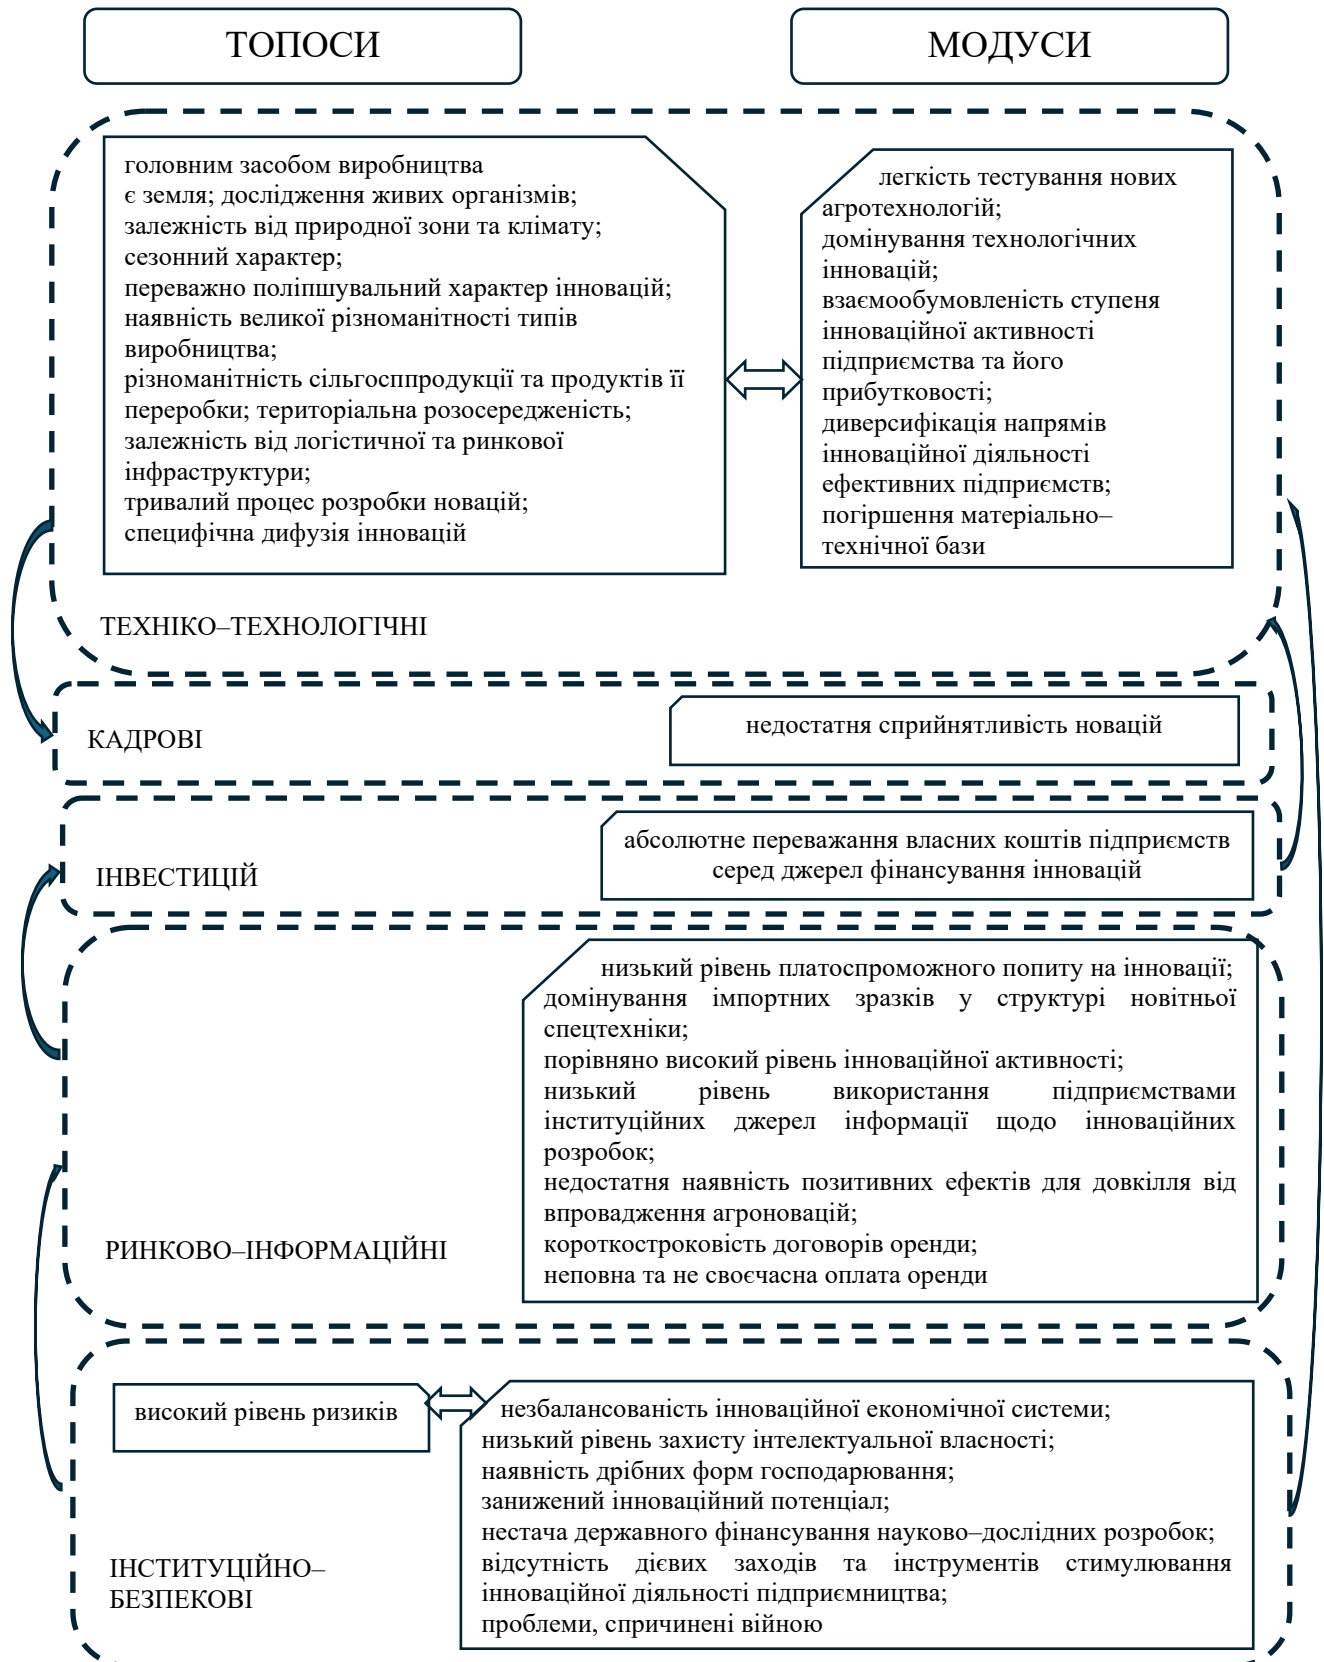 ТОПОСИ
МОДУСИ
головним засобом виробництва
є земля; дослідження живих організмів;
залежність від природної зони та клімату;
сезонний характер;
переважно поліпшувальний характер інновацій;
наявність великої різноманітності типів
виробництва;
різноманітність сільгосппродукції та продуктів її
переробки; територіальна розосередженість;
залежність від логістичної та ринкової
інфраструктури;
тривалий процес розробки новацій;
специфічна дифузія інновацій
легкість тестування нових
агротехнологій;
домінування технологічних
інновацій;
взаємообумовленість ступеня
інноваційної активності
підприємства та його
прибутковості;
диверсифікація напрямів
інноваційної діяльності
ефективних підприємств;
погіршення матеріально–
технічної бази
ТЕХНІКО–ТЕХНОЛОГІЧНІ
КАДРОВІ
недостатня сприйнятливість новацій
ІНВЕСТИЦІЙ
абсолютне переважання власних коштів підприємств
серед джерел фінансування інновацій
низький рівень платоспроможного попиту на інновації;
домінування імпортних зразків у структурі новітньої
спецтехніки;
порівняно високий рівень інноваційної активності;
низький рівень використання підприємствами
інституційних джерел інформації щодо інноваційних
розробок;
недостатня наявність позитивних ефектів для довкілля від
впровадження агроновацій;
короткостроковість договорів оренди;
неповна та не своєчасна оплата оренди
РИНКОВО–ІНФОРМАЦІЙНІ
високий рівень ризиків
незбалансованість інноваційної економічної системи;
низький рівень захисту інтелектуальної власності;
наявність дрібних форм господарювання;
занижений інноваційний потенціал;
нестача державного фінансування науково–дослідних розробок;
відсутність дієвих заходів та інструментів стимулювання
інноваційної діяльності підприємництва;
проблеми, спричинені війною
ІНСТИТУЦІЙНО–
БЕЗПЕКОВІ